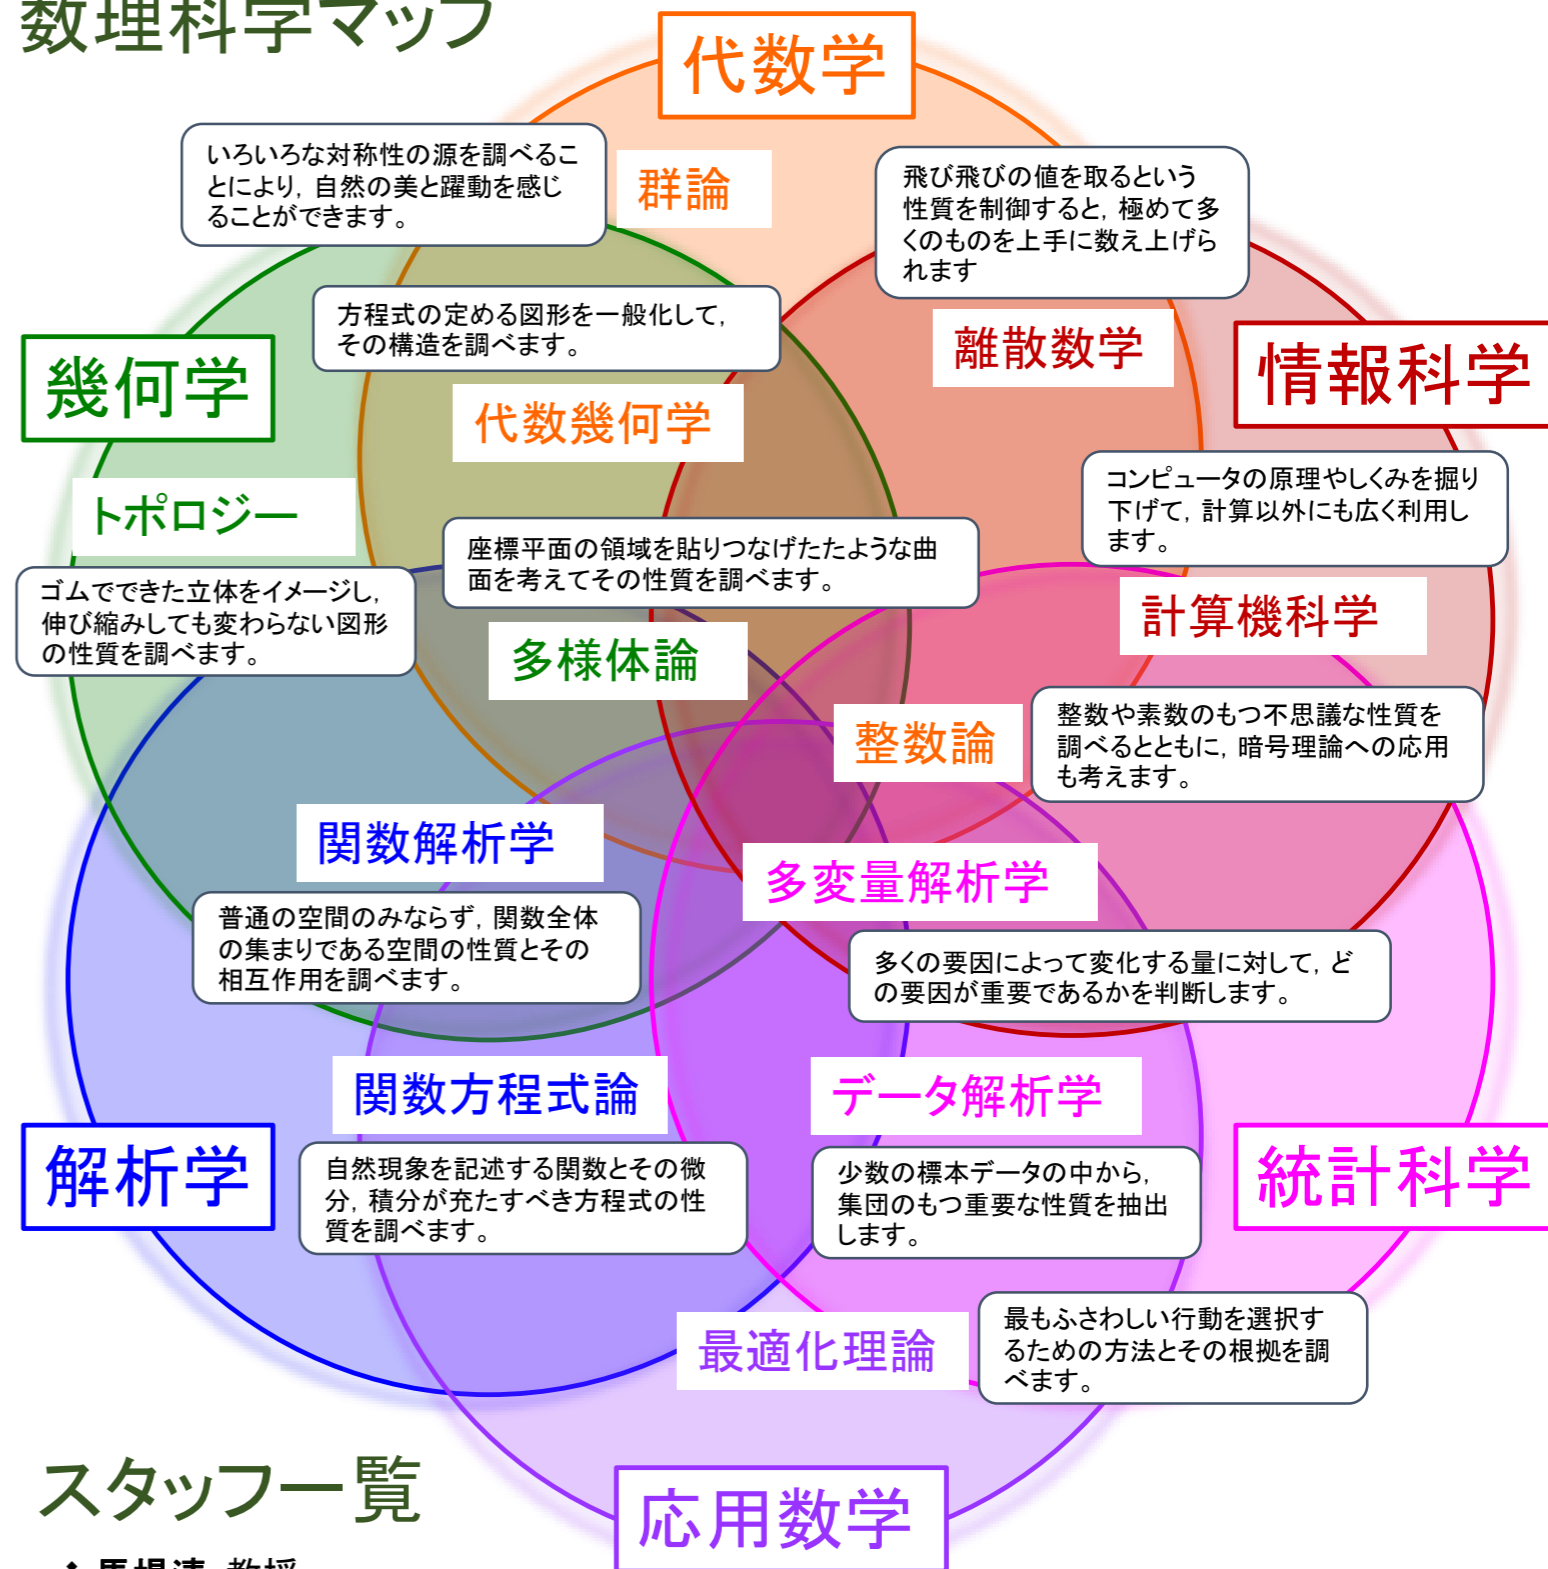 数理科学マップ
代数学
いろいろな対称性の源を調べるこ
とにより, 自然の美と躍動を感じ
ることができます。
群論
飛び飛びの値を取るという
性質を制御すると, 極めて多
くのものを上手に数え上げら
れます
方程式の定める図形を一般化して,
その構造を調べます。
離散数学
幾何学
情報科学
代数幾何学
トポロジー
コンピュータの原理やしくみを掘り
下げて, 計算以外にも広く利用し
ます。
座標平面の領域を貼りつなげたたような曲
面を考えてその性質を調べます。
ゴムでできた立体をイメージし,
伸び縮みしても変わらない図形
の性質を調べます。
計算機科学
多様体論
整数論
整数や素数のもつ不思議な性質を
調べるとともに, 暗号理論への応用
も考えます。
関数解析学
多変量解析学
普通の空間のみならず, 関数全体
の集まりである空間の性質とその
相互作用を調べます。
多くの要因によって変化する量に対して, ど
の要因が重要であるかを判断します。
関数方程式論
データ解析学
解析学
統計科学
自然現象を記述する関数とその微
分, 積分が充たすべき方程式の性
質を調べます。
少数の標本データの中から,
集団のもつ重要な性質を抽出
します。
最適化理論
最もふさわしい行動を選択す
るための方法とその根拠を調
べます。
スタッフ一覧
応用数学